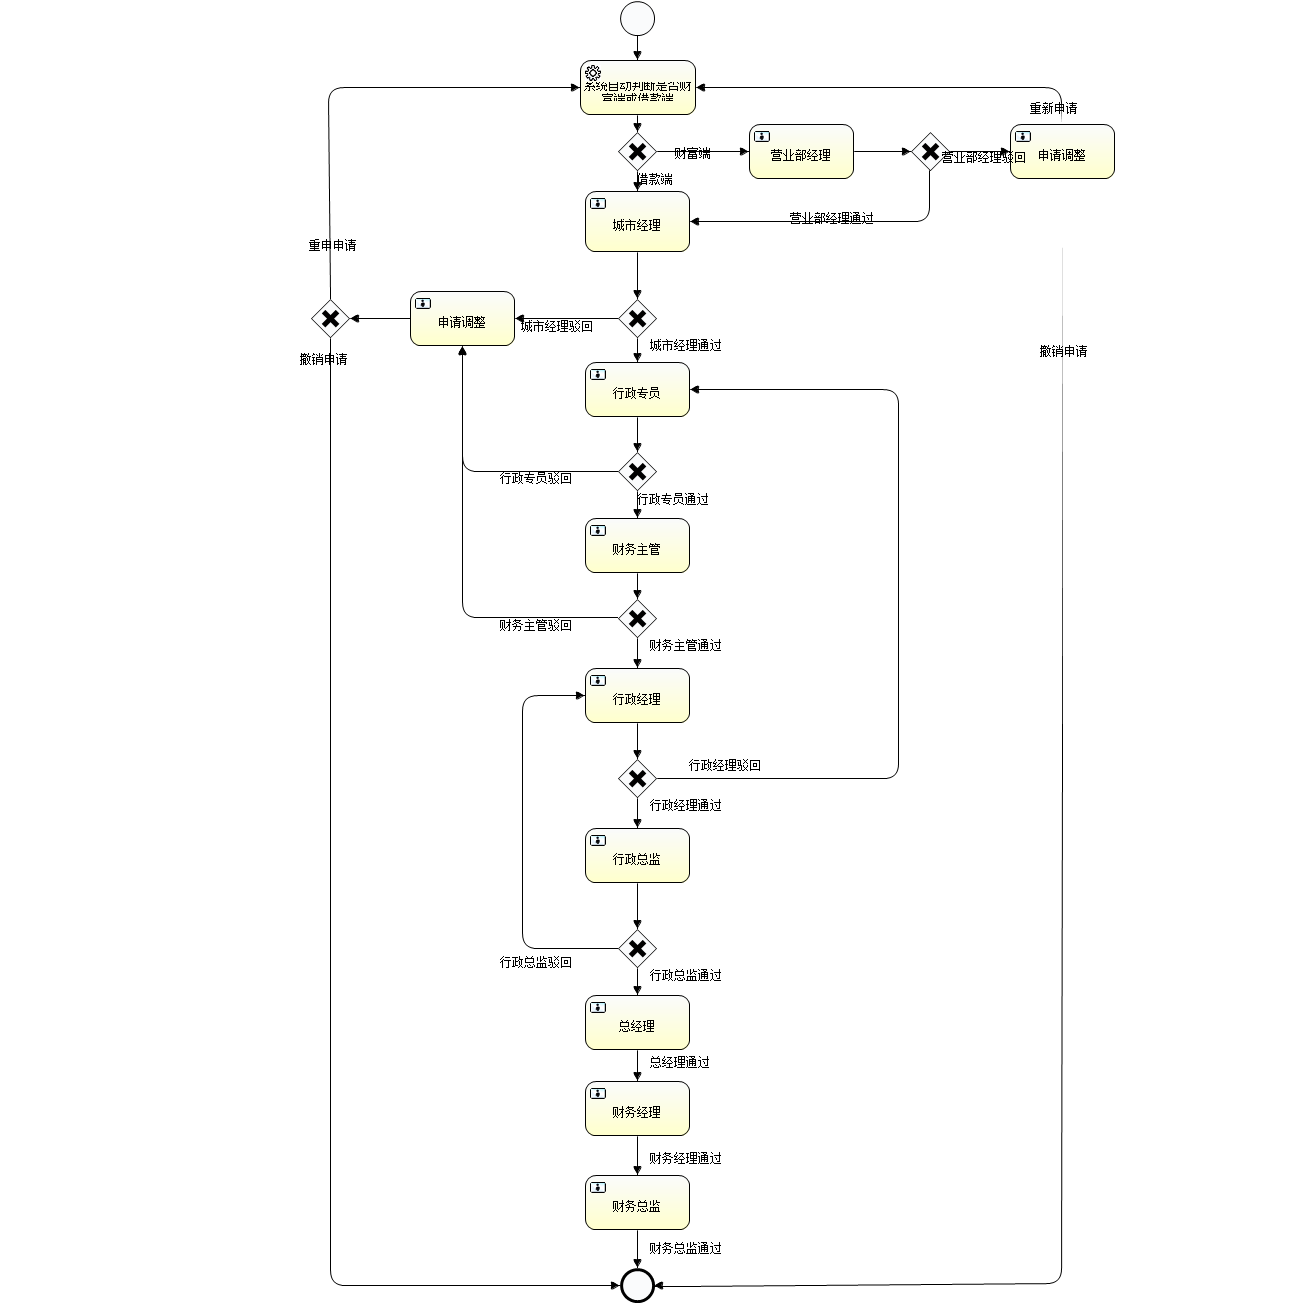 系统自动判断是否财
富端或借款端
重新申请
财富端
营业部经理
营业部经理驳回
申请调整
借款端
城市经理
营业部经理通过
重申申请
申请调整
城市经理驳回
城市经理通过
撤销申请
撤销申请
行政专员
行政专员驳回
行政专员通过
财务主管
财务主管驳回
财务主管通过
行政经理
行政经理驳回
行政经理通过
行政总监
行政总监驳回
行政总监通过
总经理
总经理通过
财务经理
财务经理通过
财务总监
财务总监通过